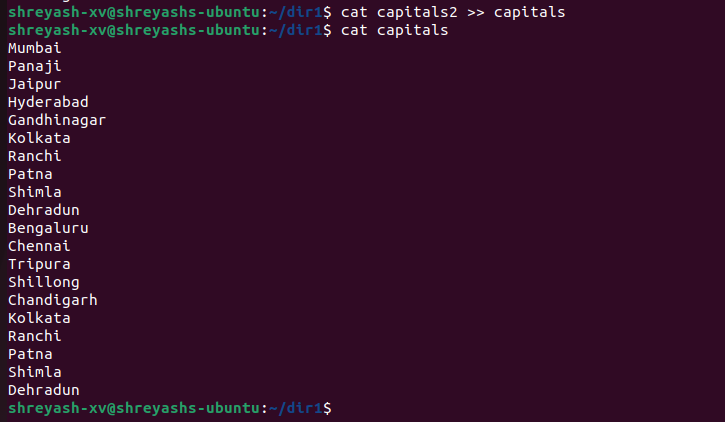 shreyash-xv@shreyashs-ubuntu:~/dir1$ cat capitals2 >> capitals
shreyash-xv@shreyashs-ubuntu:~/dir1$ cat capitals
Mumbai
Panaji
Jaipur
Hyderabad
Gandhinagar
Kolkata
Ranchi
Patna
Shimla
Dehradun
Bengaluru
Chennai
Tripura
Shillong
Chandigarh
Kolkata
Ranchi
Patna
Shimla
Dehradun
shreyash-xv@shreyashs-ubuntu:~/dir1$